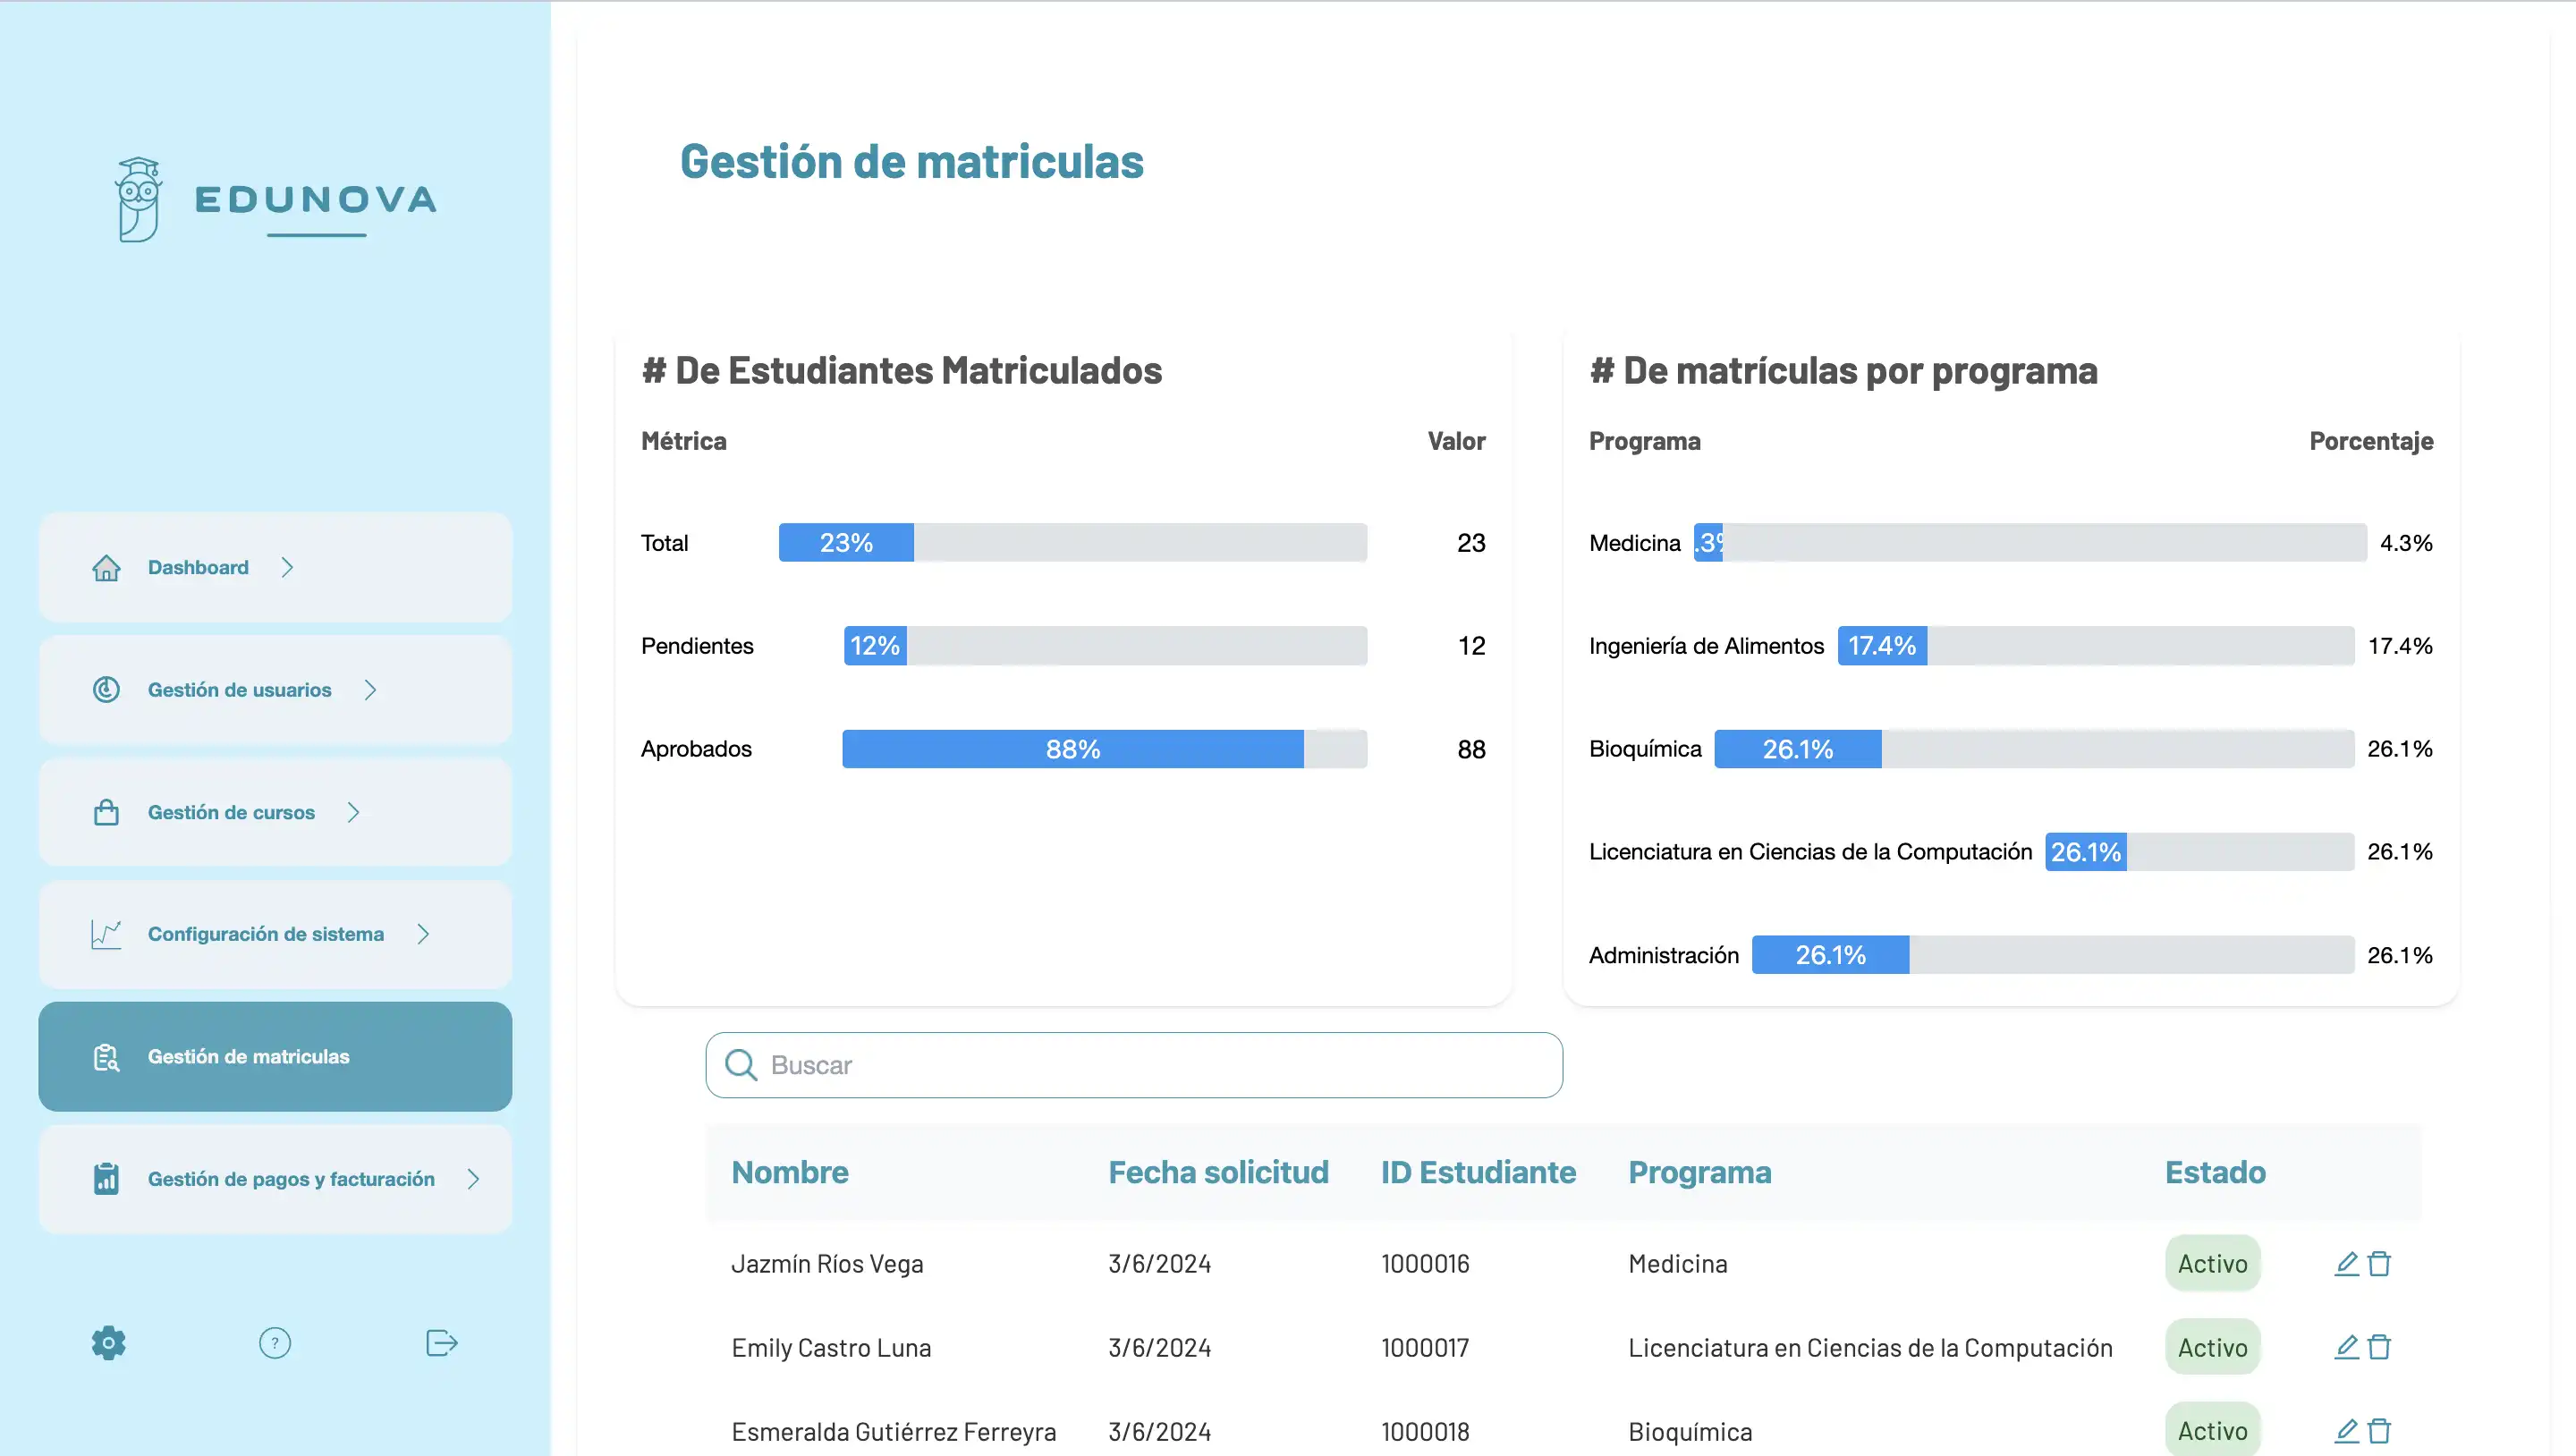 EDUNOVA
Dashboard
Gestión de usuarios
Gestión de cursos
Configuración de sistema
Gestión de matriculas
Gestión de pagos y facturación
?
Gestión de matriculas
# De Estudiantes Matriculados
Métrica Valor
Total 23% 23
Pendientes 12% 12
Aprobados 88% 88
# De matrículas por programa
Programa Porcentaje
Medicina .3% 4.3%
Ingeniería de Alimentos 17.4% 17.4%
Bioquímica 26.1% 26.1%
Licenciatura en Ciencias de la Computación 26.1% 26.1%
Administración 26.1% 26.1%
Buscar
Nombre Fecha solicitud ID Estudiante Programa Estado
Jazmín Ríos Vega 3/6/2024 1000016 Medicina Activo
Emily Castro Luna 3/6/2024 1000017 Licenciatura en Ciencias de la Computación Activo
Esmeralda Gutiérrez Ferreyra 3/6/2024 1000018 Bioquímica Activo